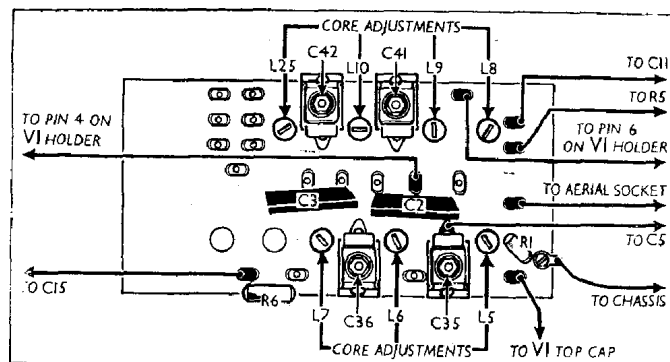 CORE ADJUSTMENTS
C42
C41
L25
L10
L9
L8
TO C11
TO R5
TO PIN 4 ON
V1 HOLDER
TO PIN 6
ON V1 HOLDER
TO AERIAL SOCKET
C3
C2
TO C5
R1
TO C15
R6
TO CHASSIS
L7
C36
L6
C35
L5
CORE ADJUSTMENTS
TO V1 TOP CAP